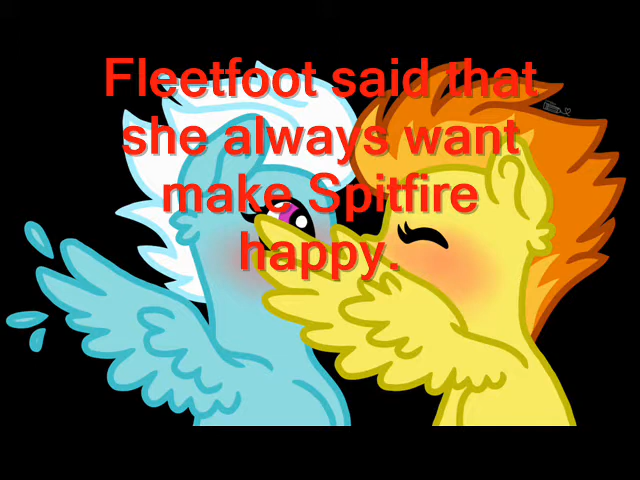 Fleetfoot said that
she always want
make Spitfire
happy.